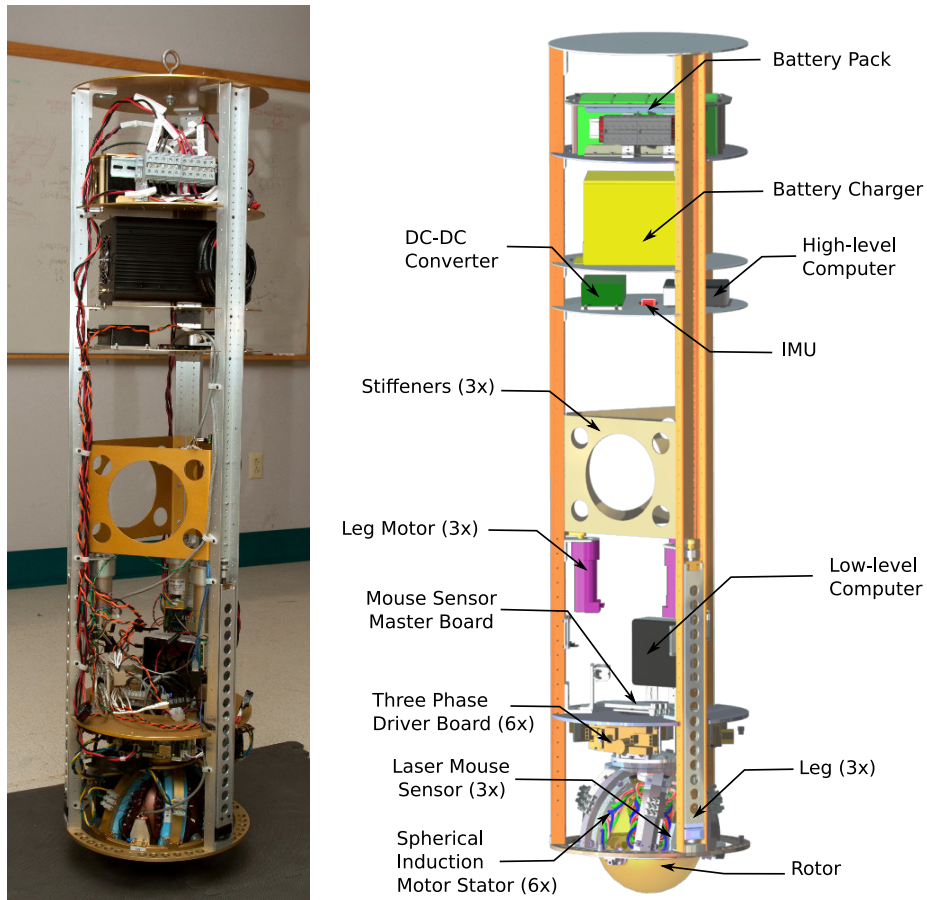 Battery Pack
Battery Charger
DC-DC
Converter
High-level
Computer
IMU
Stiffeners (3x)
Leg Motor (3x)
Low-level
Computer
Mouse Sensor
Master Board
Three Phase
Driver Board (6x)
Laser Mouse
Sensor (3x)
Leg (3x)
Spherical
Induction
Motor Stator (6x)
Rotor